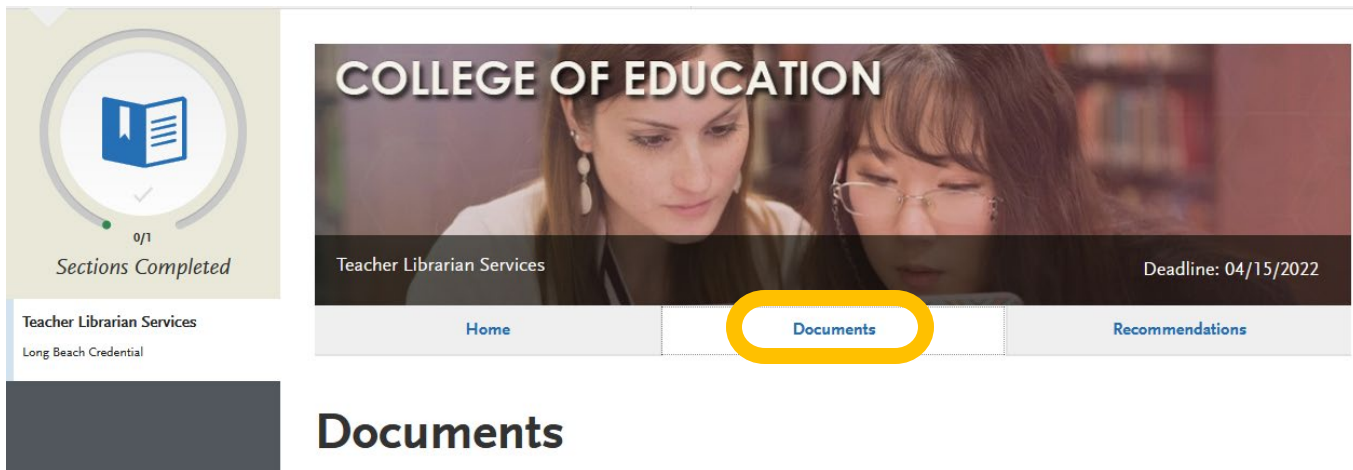 0/1
Sections Completed
Teacher Librarian Services
Long Beach Credential
COLLEGE OF EDUCATION
Teacher Librarian Services
Deadline: 04/15/2022
Home
Documents
Recommendations
Documents